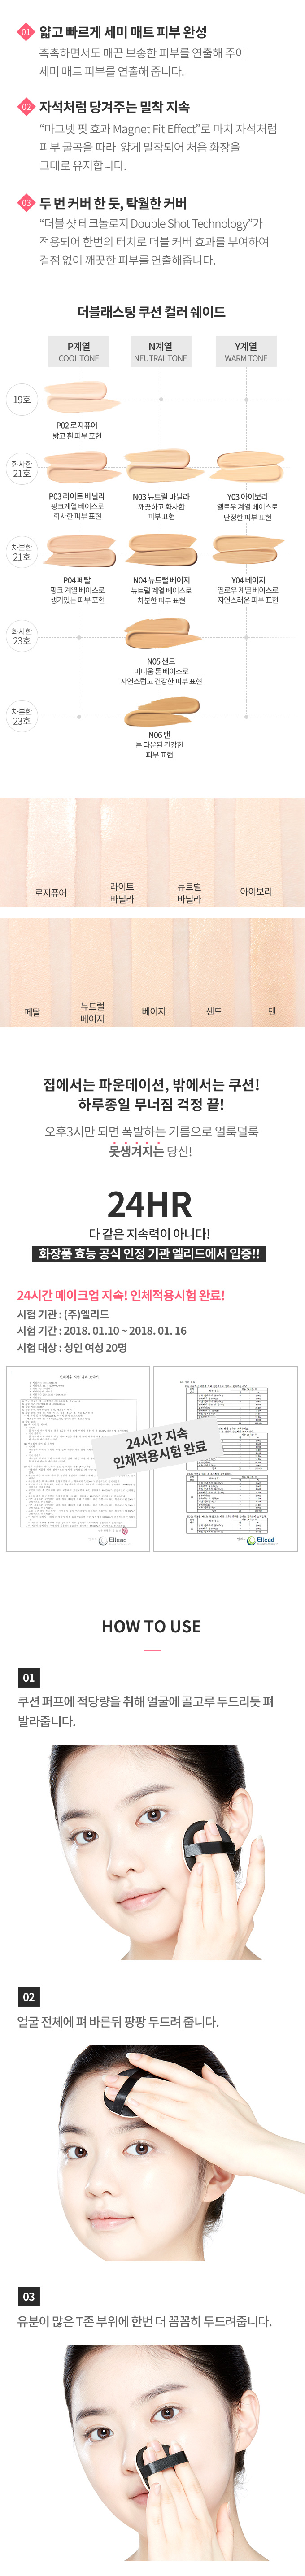 01 얇고 빠르게 세미 매트 피부 완성
촉촉하면서도 매끈 보송한 피부를 연출해 주어
세미 매트 피부를 연출해 줍니다.
02 자석처럼 당겨주는 밀착 지속
“마그넷 핏 효과 Magnet Fit Effect”로 마치 자석처럼
피부 굴곡을 따라 얇게 밀착되어 처음 화장을
그대로 유지합니다.
03 두 번 커버 한 듯, 탁월한 커버
“더블 샷 테크놀로지 Double Shot Technology”가
적용되어 한번의 터치로 더블 커버 효과를 부여하여
결점 없이 깨끗한 피부를 연출해줍니다.
더블래스팅 쿠션 컬러 쉐이드
P계열 N계열 Y계열
COOL TONE NEUTRAL TONE WARM TONE
19호
P02 로지퓨어
밝고 흰 피부 표현
화사한
21호
P03 라이트 바닐라 N03 뉴트럴 바닐라 Y03 아이보리
핑크계열 베이스로 깨끗하고 화사한 옐로우 계열 베이스로
화사한 피부 표현 피부 표현 단정한 피부 표현
차분한
21호
P04 페탈 N04 뉴트럴 베이지 Y04 베이지
핑크 계열 베이스로 뉴트럴 계열 베이스로 옐로우 계열 베이스로
생기있는 피부 표현 차분한 피부 표현 자연스러운 피부 표현
화사한
23호
N05 샌드
미디움 톤 베이스로
자연스럽고 건강한 피부 표현
차분한
23호
N06 탠
톤 다운된 건강한
피부 표현
로지퓨어 라이트 바닐라 뉴트럴 바닐라 아이보리
페탈 뉴트럴 베이지 베이지 샌드 탠
집에서는 파운데이션, 밖에서는 쿠션!
하루종일 무너짐 걱정 끝!
오후3시만 되면 폭발하는 기름으로 얼룩덜룩
못생겨지는 당신!
24HR
다 같은 지속력이 아니다!
화장품 효능 공식 인정 기관 엘리드에서 입증!!
24시간 메이크업 지속! 인체적용시험 완료!
시험 기관 : (주)엘리드
시험 기간 : 2018. 01.10 ~ 2018. 01. 16
시험 대상 : 성인 여성 20명
24시간 지속
인체적용시험 완료
Ellead Ellead
HOW TO USE
01
쿠션 퍼프에 적당량을 취해 얼굴에 골고루 두드리듯 펴
발라줍니다.
02
얼굴 전체에 펴 바른뒤 팡팡 두드려 줍니다.
03
유분이 많은 T존 부위에 한번 더 꼼꼼히 두드려줍니다.